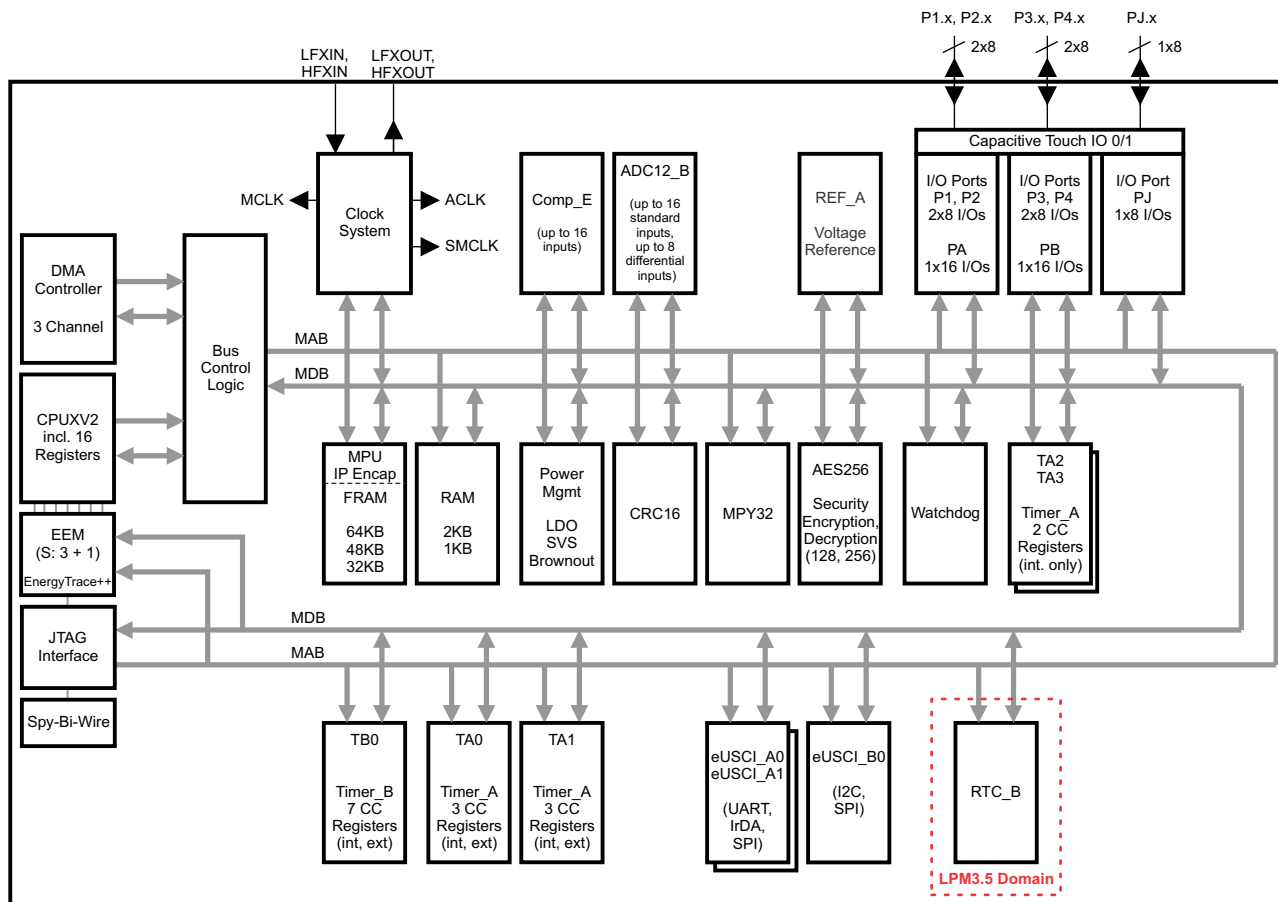 P1.x, P2.x
P3.x, P4.x
PJ.x
2x8
2x8
1x8
LFXIN,
HFXIN
LFXOUT,
HFXOUT
Capacitive Touch IO 0/1
MCLK
Clock
System
ACLK
SMCLK
Comp_E
(up to 16
inputs)
ADC12_B
(up to 16
standard
inputs,
up to 8
differential
inputs)
REF_A
Voltage
Reference
I/O Ports
P1, P2
2x8 I/Os
PA
1x16 I/Os
I/O Ports
P3, P4
2x8 I/Os
PB
1x16 I/Os
I/O Port
PJ
1x8 I/Os
DMA
Controller
3 Channel
Bus
Control
Logic
MAB
MDB
CPUXV2
incl. 16
Registers
MPU
IP Encap
FRAM
64KB
48KB
32KB
RAM
2KB
1KB
Power
Mgmt
LDO
SVS
Brownout
CRC16
MPY32
AES256
Security
Encryption,
Decryption
(128, 256)
Watchdog
TA2
TA3
Timer_A
2 CC
Registers
(int. only)
EEM
(S: 3 + 1)
EnergyTrace++
MDB
JTAG
Interface
MAB
Spy-Bi-Wire
TB0
Timer_B
7 CC
Registers
(int, ext)
TA0
Timer_A
3 CC
Registers
(int, ext)
TA1
Timer_A
3 CC
Registers
(int, ext)
eUSCI_A0
eUSCI_A1
(UART,
IrDA,
SPI)
eUSCI_B0
(I2C,
SPI)
RTC_B
LPM3.5 Domain